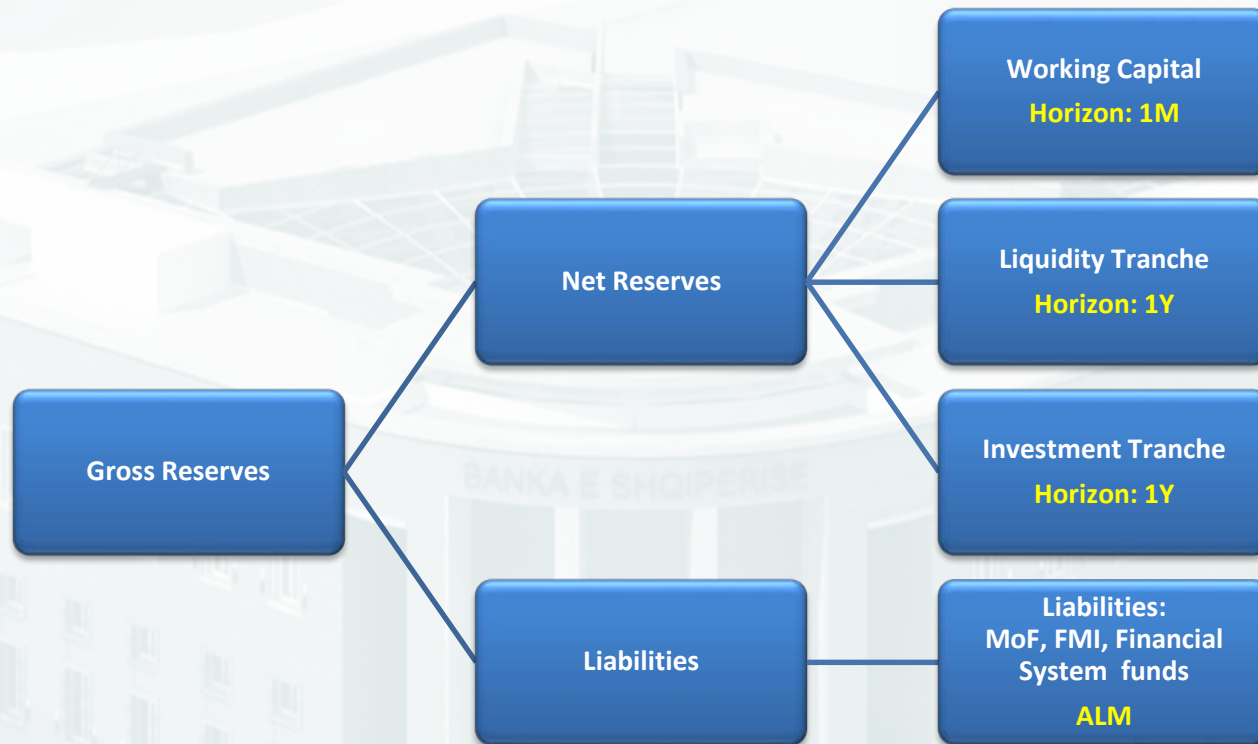 Working Capital
Horizon: 1M
Net Reserves
Liquidity Tranche
Horizon: 1Y
Gross Reserves
Investment Tranche
Horizon: 1Y
BANKA E SHQIPERISE
Liabilities
Liabilities:
MoF, FMI, Financial
System funds
ALM